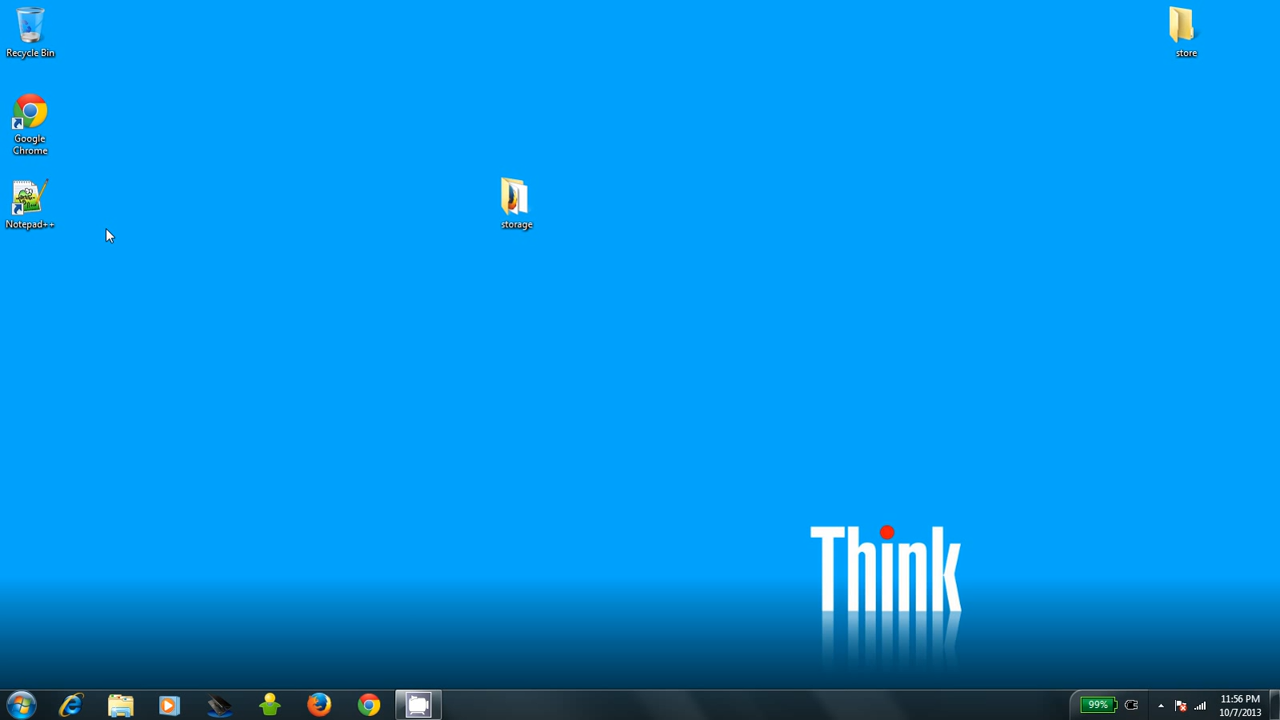 Recycle Bin
store
Google
Chrome
Notepad++
storage
Think
99%
11:56 PM
10/7/2013